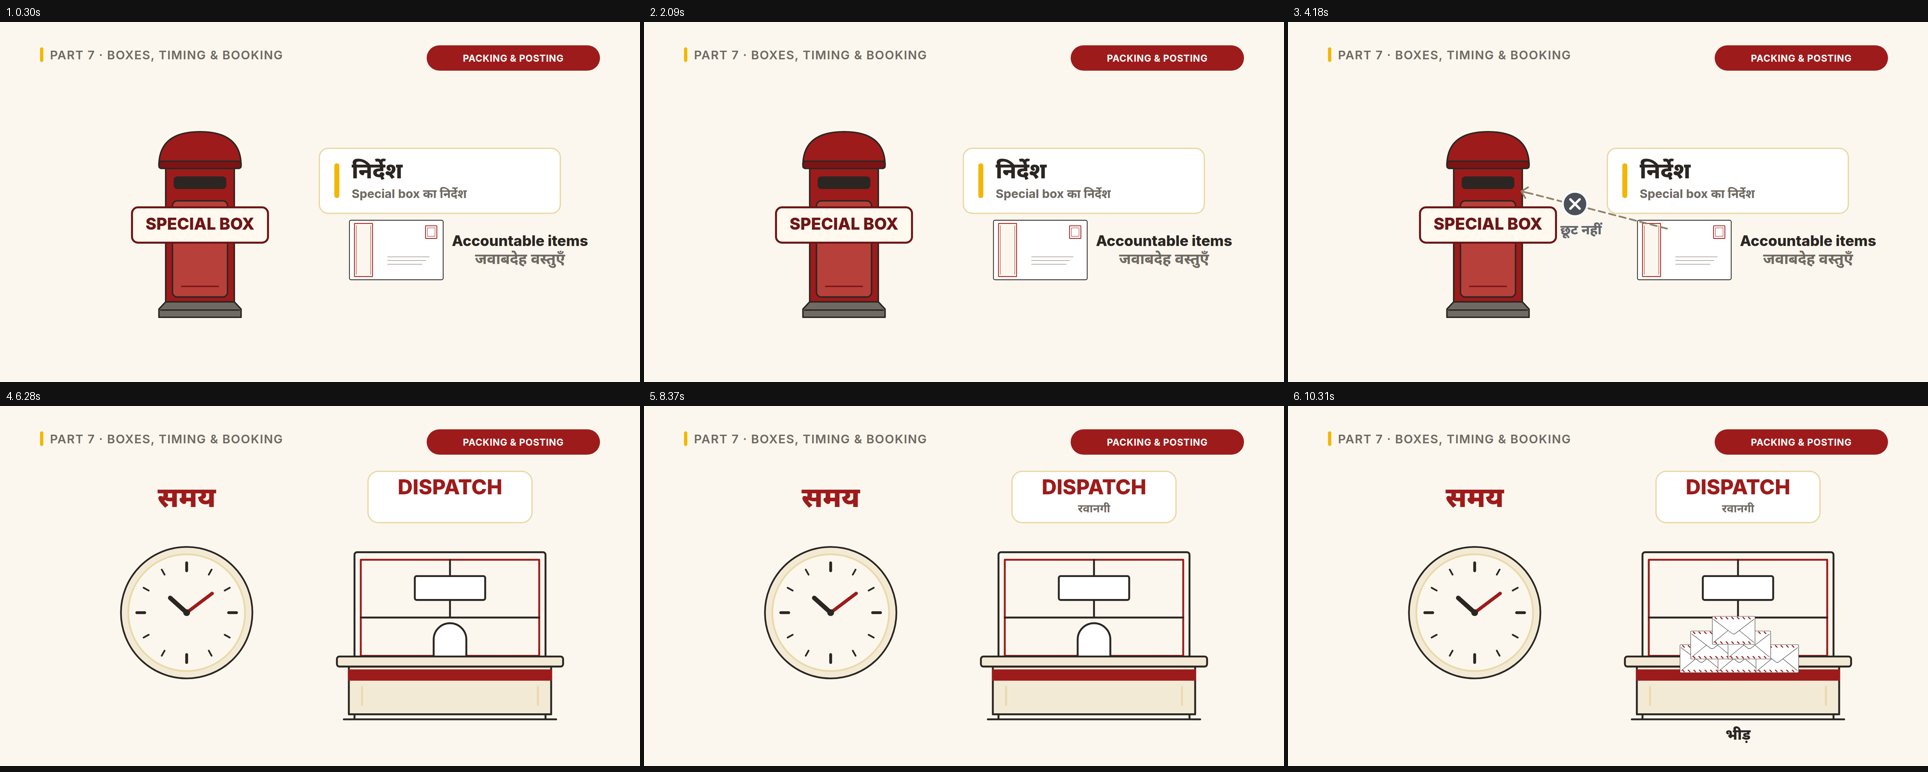 1. 0.30s
PART 7 · BOXES, TIMING & BOOKING
PACKING & POSTING
SPECIAL BOX
निर्देश
Special box का निर्देश
Accountable items
जवाबदेह वस्तुएँ
2. 2.09s
PART 7 · BOXES, TIMING & BOOKING
PACKING & POSTING
SPECIAL BOX
निर्देश
Special box का निर्देश
Accountable items
जवाबदेह वस्तुएँ
3. 4.18s
PART 7 · BOXES, TIMING & BOOKING
PACKING & POSTING
SPECIAL BOX
निर्देश
Special box का निर्देश
छूट नहीं
Accountable items
जवाबदेह वस्तुएँ
4. 6.28s
PART 7 · BOXES, TIMING & BOOKING
PACKING & POSTING
समय
DISPATCH
5. 8.37s
PART 7 · BOXES, TIMING & BOOKING
PACKING & POSTING
समय
DISPATCH
रवानगी
6. 10.31s
PART 7 · BOXES, TIMING & BOOKING
PACKING & POSTING
समय
DISPATCH
रवानगी
भीड़